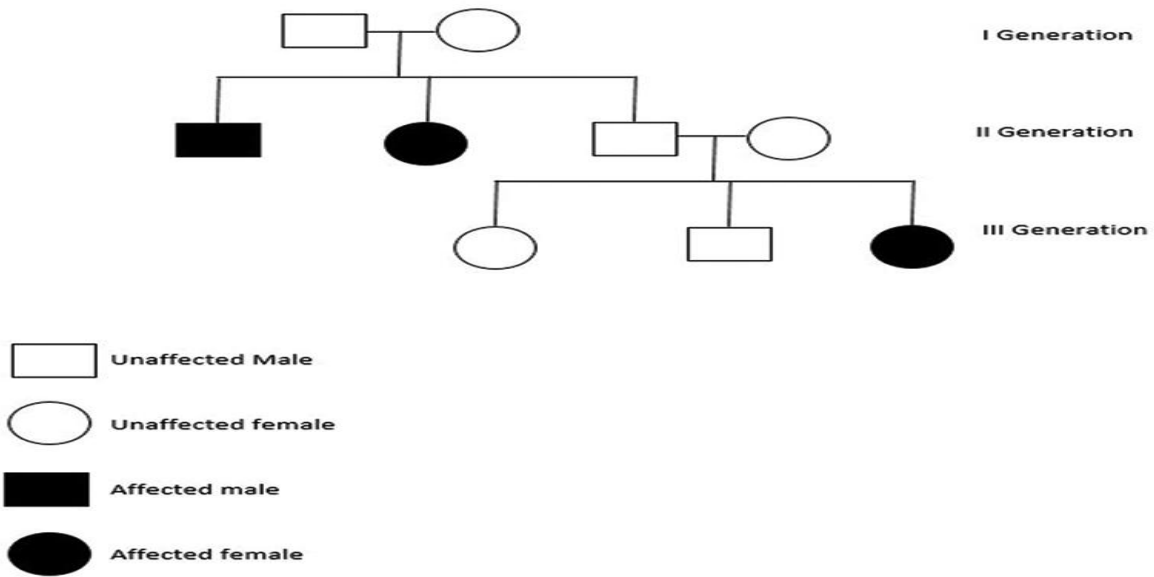 I Generation
II Generation
III Generation
Unaffected Male
Unaffected female
Affected male
Affected female